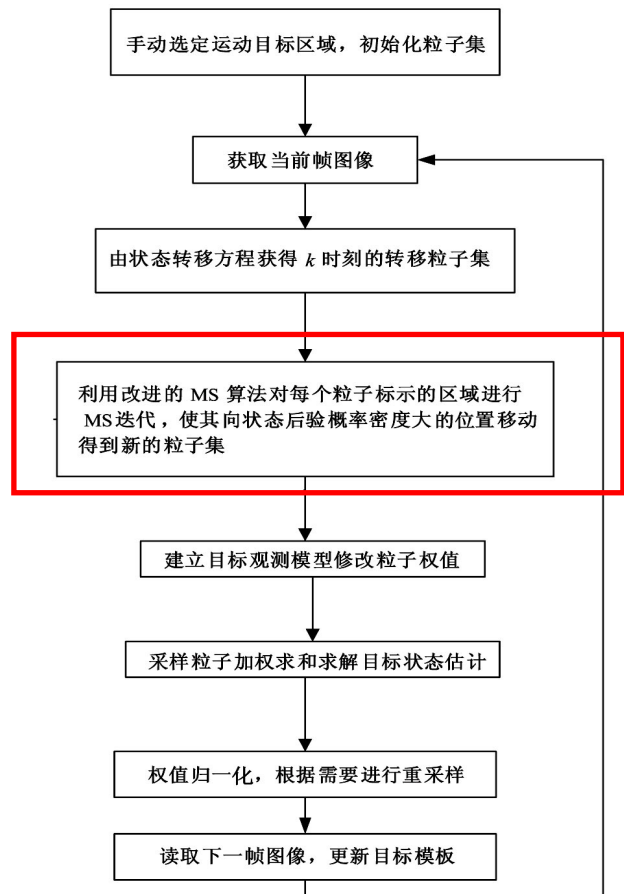 手动选定运动目标区域，初始化粒子集
获取当前帧图像
由状态转移方程获得 k 时刻的转移粒子集
利用改进的 MS 算法对每个粒子标示的区域进行
MS迭代，使其向状态后验概率密度大的位置移动
得到新的粒子集
建立目标观测模型修改粒子权值
采样粒子加权求和求解目标状态估计
权值归一化，根据需要进行重采样
读取下一帧图像，更新目标模板